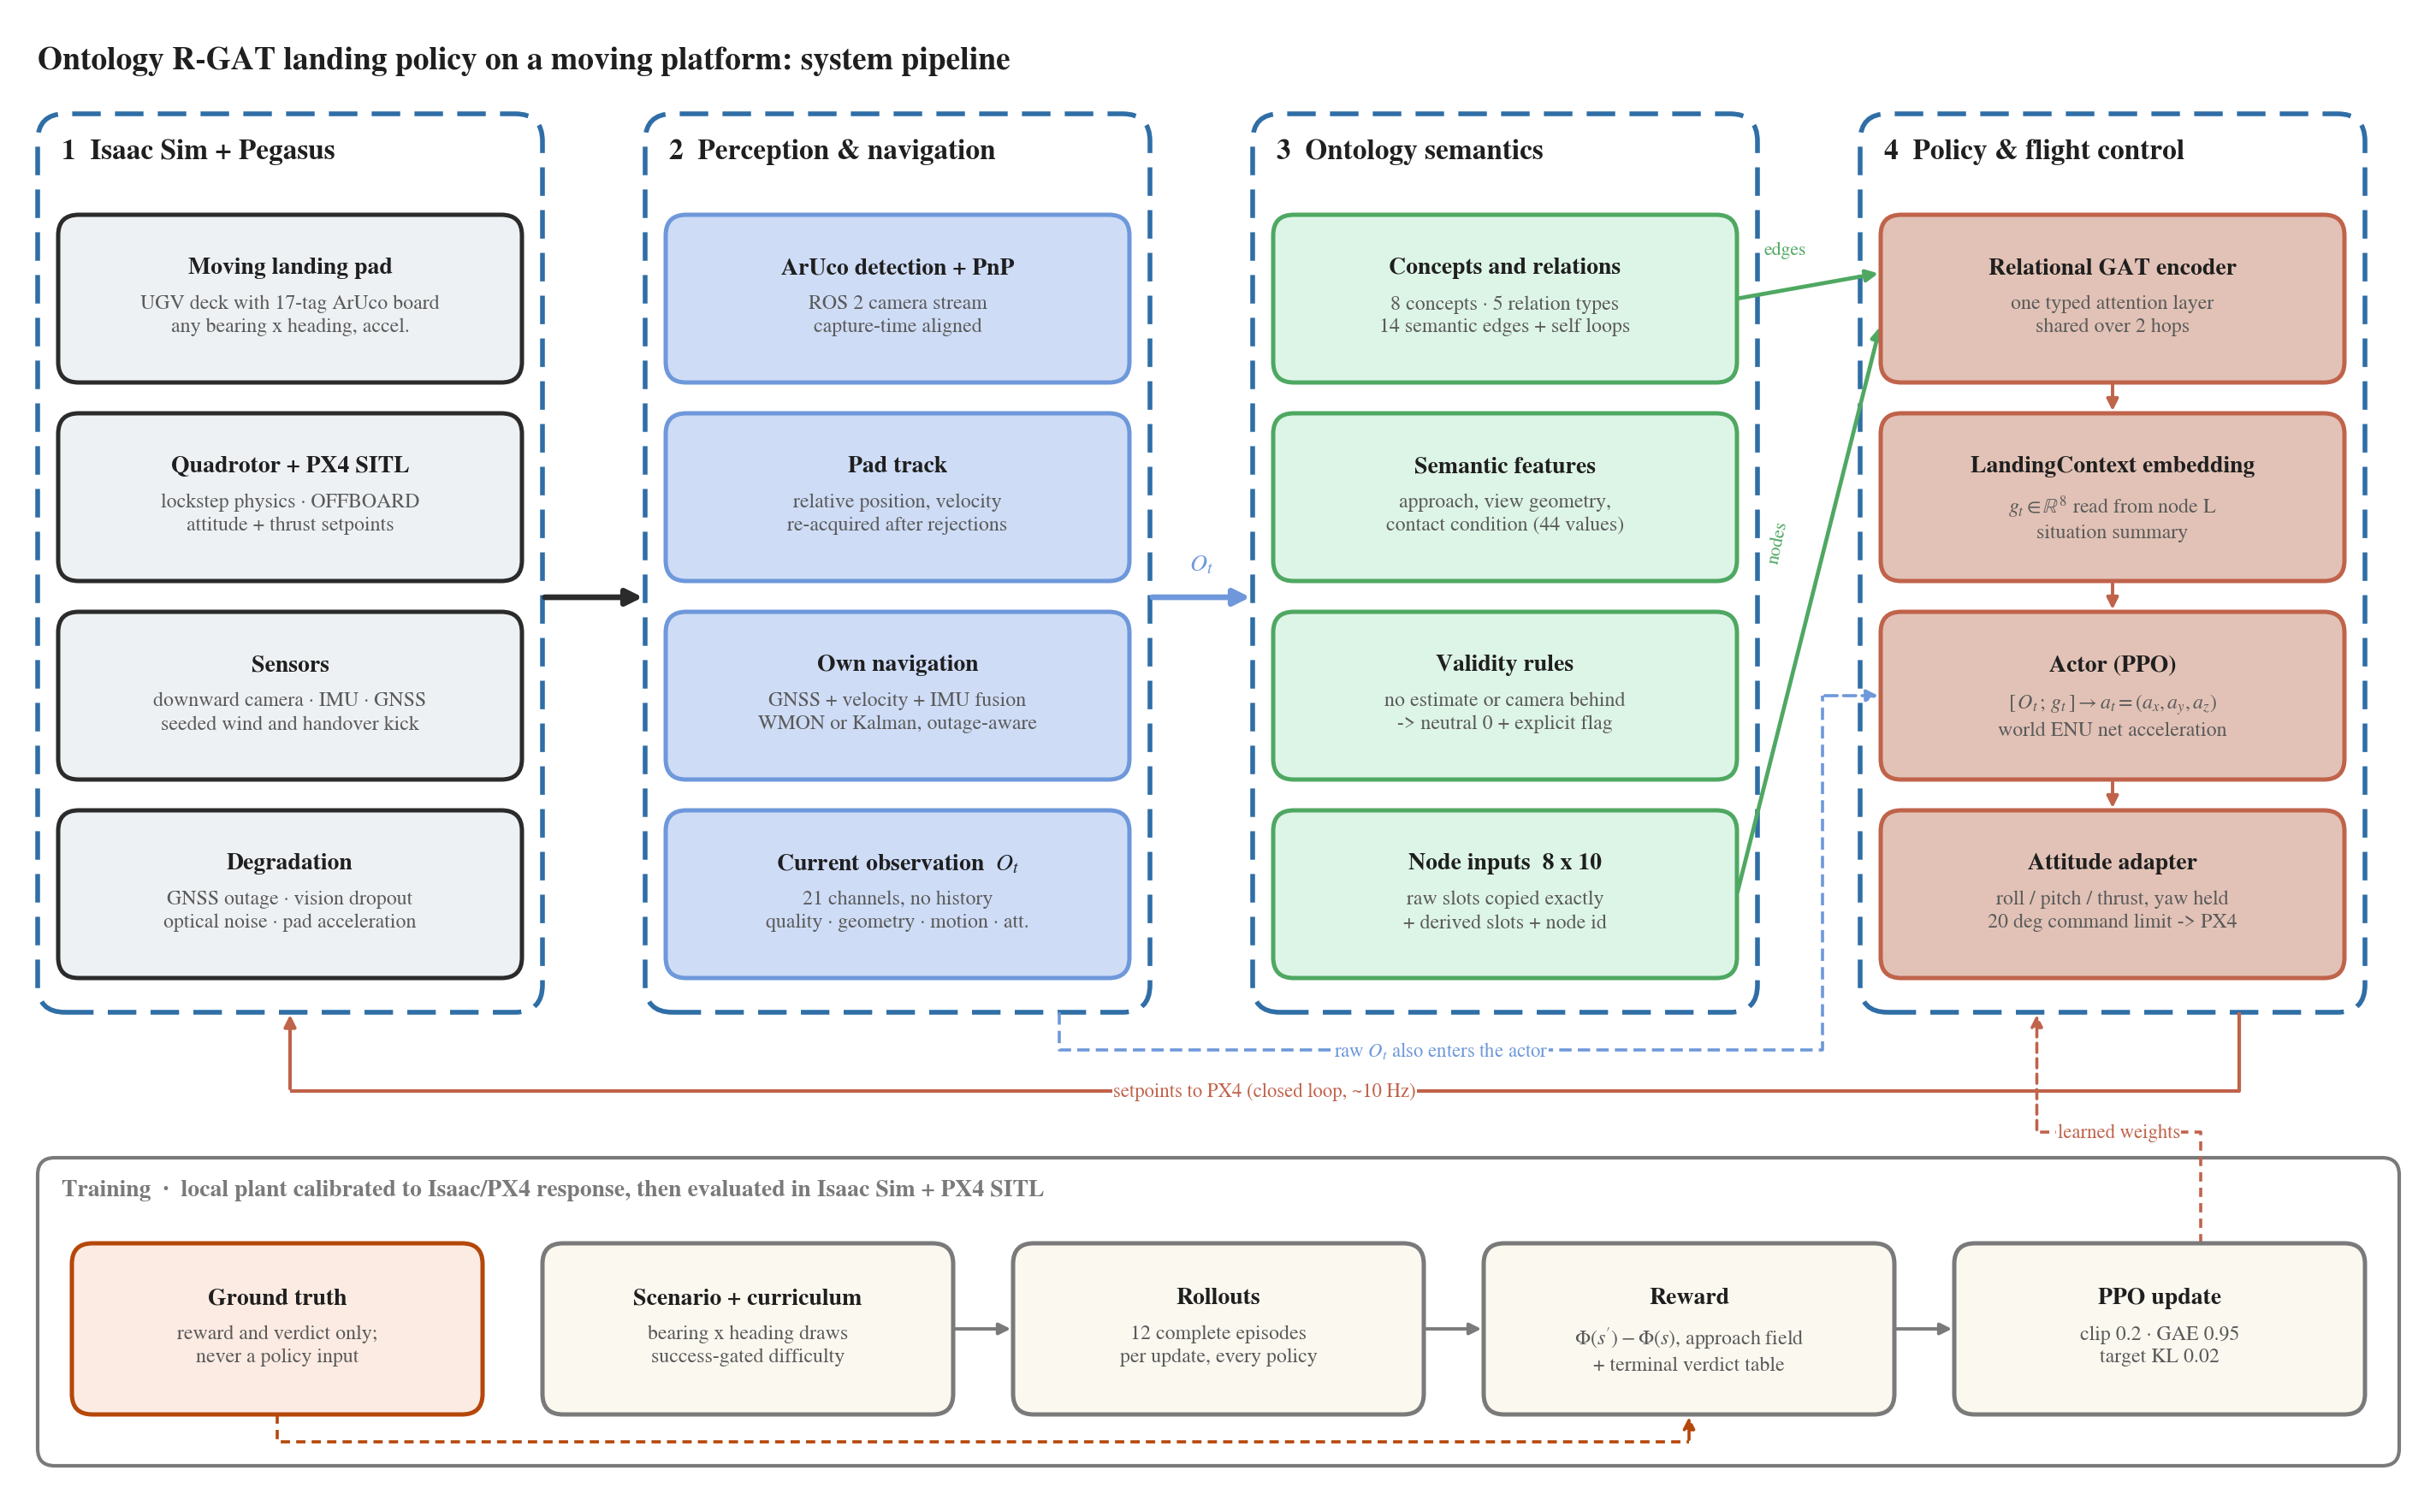 Ontology R-GAT landing policy on a moving platform: system pipeline
1 Isaac Sim + Pegasus
Moving landing pad
UGV deck with 17-tag ArUco board
any bearing x heading, accel.
Quadrotor + PX4 SITL
lockstep physics · OFFBOARD
attitude + thrust setpoints
Sensors
downward camera · IMU · GNSS
seeded wind and handover kick
Degradation
GNSS outage · vision dropout
optical noise · pad acceleration
2 Perception & navigation
ArUco detection + PnP
ROS 2 camera stream
capture-time aligned
Pad track
relative position, velocity
re-acquired after rejections
Own navigation
GNSS + velocity + IMU fusion
WMON or Kalman, outage-aware
Current observation Oₜ
21 channels, no history
quality · geometry · motion · att.
Oₜ
3 Ontology semantics
Concepts and relations
8 concepts · 5 relation types
14 semantic edges + self loops
Semantic features
approach, view geometry,
contact condition (44 values)
Validity rules
no estimate or camera behind
-> neutral 0 + explicit flag
Node inputs 8 x 10
raw slots copied exactly
+ derived slots + node id
edges
nodes
4 Policy & flight control
Relational GAT encoder
one typed attention layer
shared over 2 hops
LandingContext embedding
gₜ ∈ ℝ⁸ read from node L
situation summary
Actor (PPO)
[Oₜ; gₜ] → aₜ = (aₓ, a_y, a_z)
world ENU net acceleration
Attitude adapter
roll / pitch / thrust, yaw held
20 deg command limit -> PX4
raw Oₜ also enters the actor
setpoints to PX4 (closed loop, ~10 Hz)
learned weights
Training · local plant calibrated to Isaac/PX4 response, then evaluated in Isaac Sim + PX4 SITL
Ground truth
reward and verdict only;
never a policy input
Scenario + curriculum
bearing x heading draws
success-gated difficulty
Rollouts
12 complete episodes
per update, every policy
Reward
Φ(s′) − Φ(s), approach field
+ terminal verdict table
PPO update
clip 0.2 · GAE 0.95
target KL 0.02